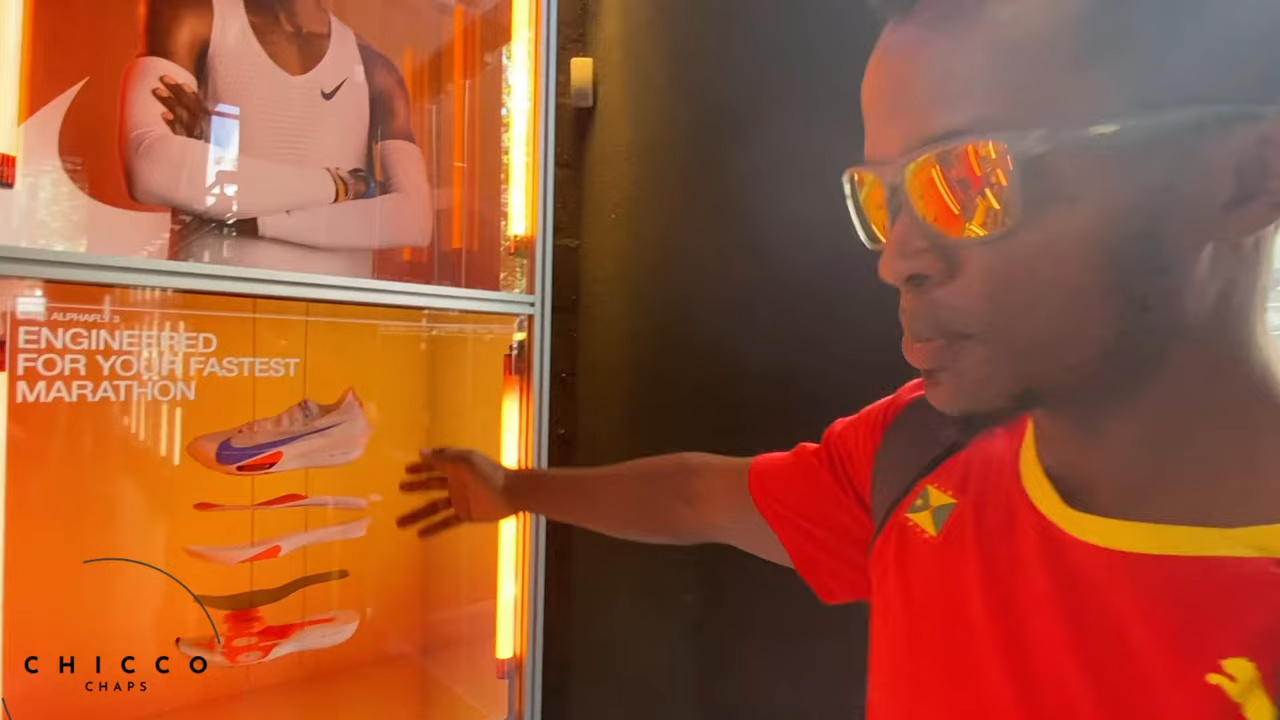 ALPHAFLY 3
ENGINEERED
FOR YOUR FASTEST
MARATHON
CHICCO
CHAPS